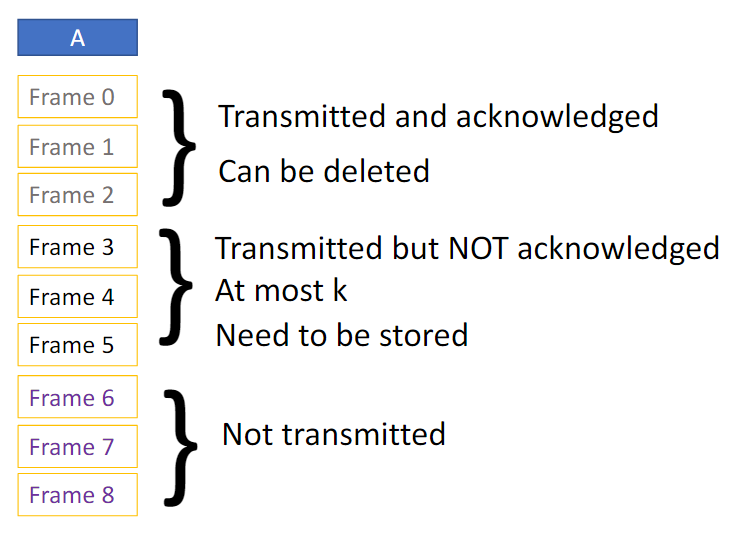 A
Frame 0
Frame 1
Frame 2
Transmitted and acknowledged
Can be deleted
Frame 3
Frame 4
Frame 5
Transmitted but NOT acknowledged
At most k
Need to be stored
Frame 6
Frame 7
Frame 8
Not transmitted